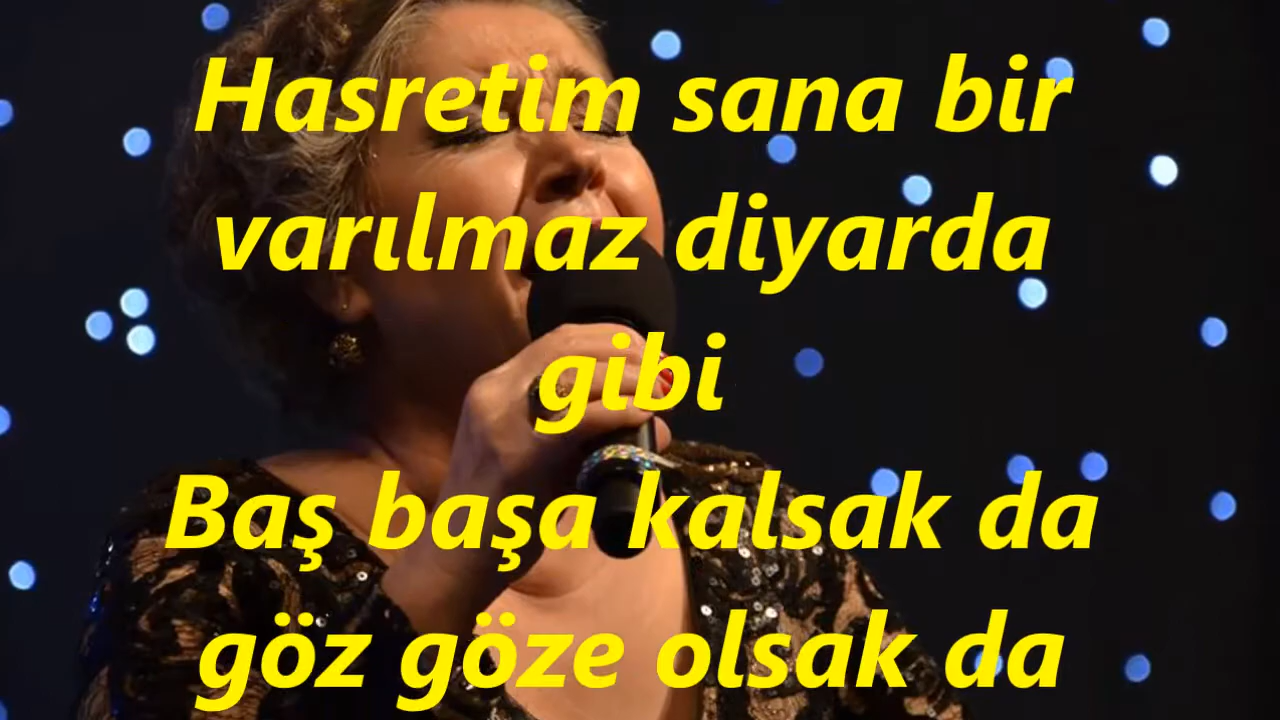 Hasretim sana bir
varılmaz diyarda
gibi
Baş başa kalsak da
göz göze olsak da